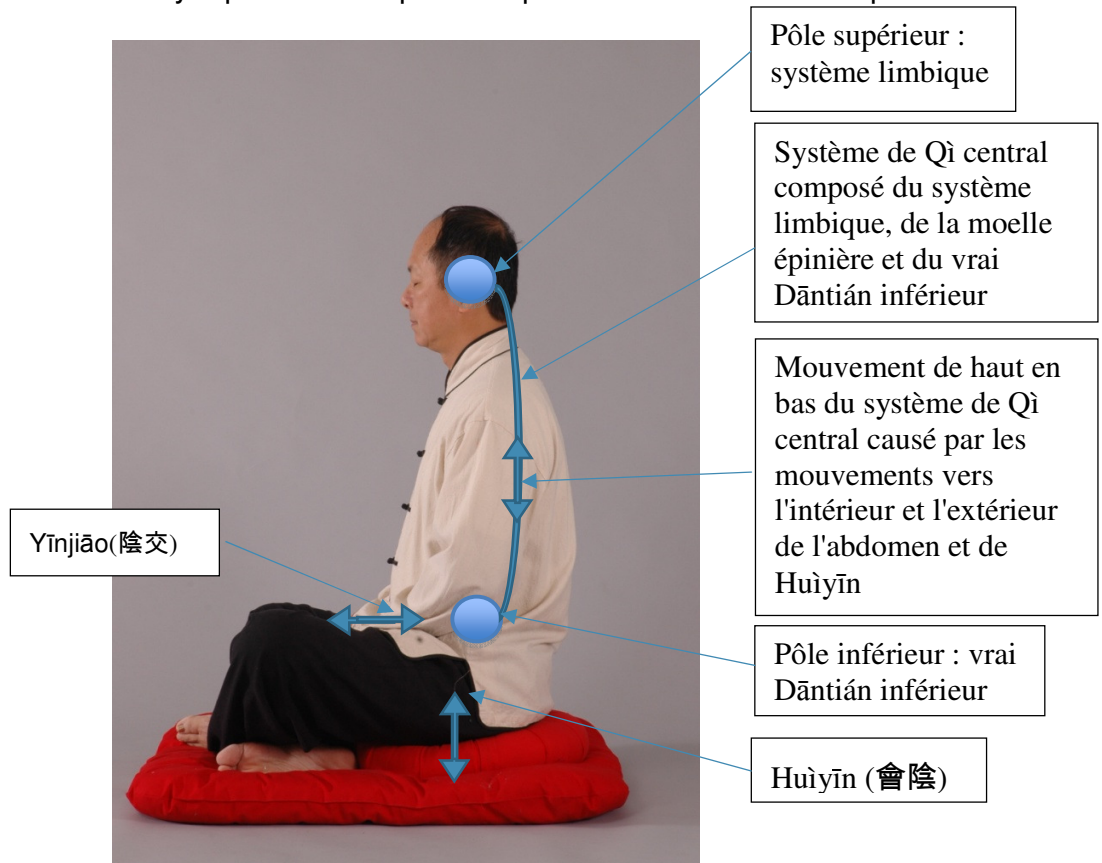 Pôle supérieur :
système limbique
Système de Qì central
composé du système
limbique, de la moelle
épinière et du vrai
Dāntián inférieur
Mouvement de haut en
bas du système de Qì
central causé par les
mouvements vers
l'intérieur et l'extérieur
de l'abdomen et de
Huìyīn
Yīnjiāo(陰交)
Pôle inférieur : vrai
Dāntián inférieur
Huìyīn (會陰)